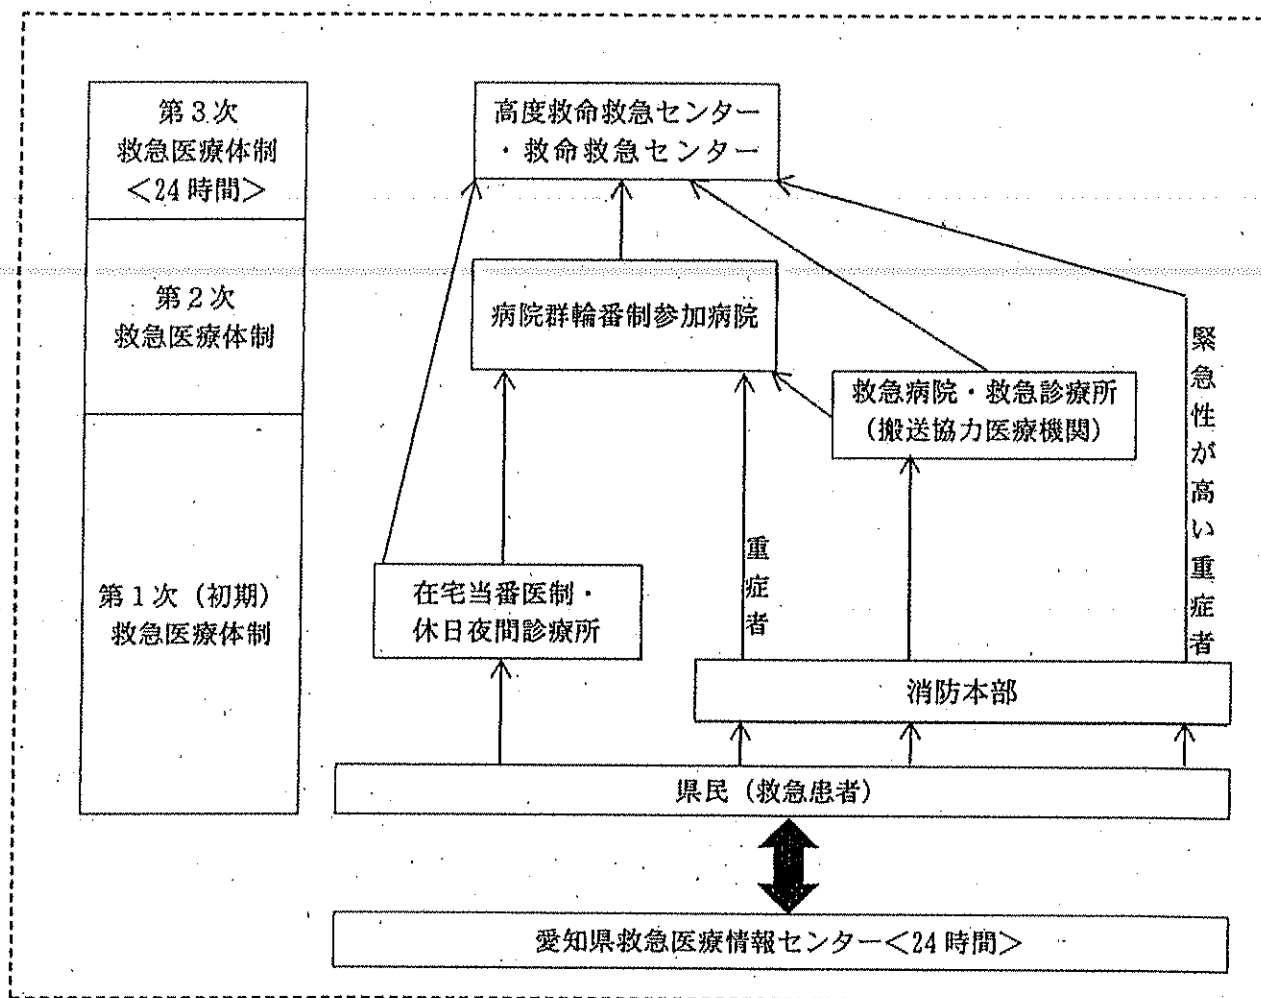 第3次
救急医療体制
<24時間>
第2次
救急医療体制
第1次(初期)
救急医療体制
高度救命救急センター
・救命救急センター
病院群輪番制参加病院
救急病院・救急診療所
(搬送協力医療機関)
緊急性が高い重症者
重症者
在宅当番医制・
休日夜間診療所
消防本部
県民(救急患者)
愛知県救急医療情報センター<24時間>